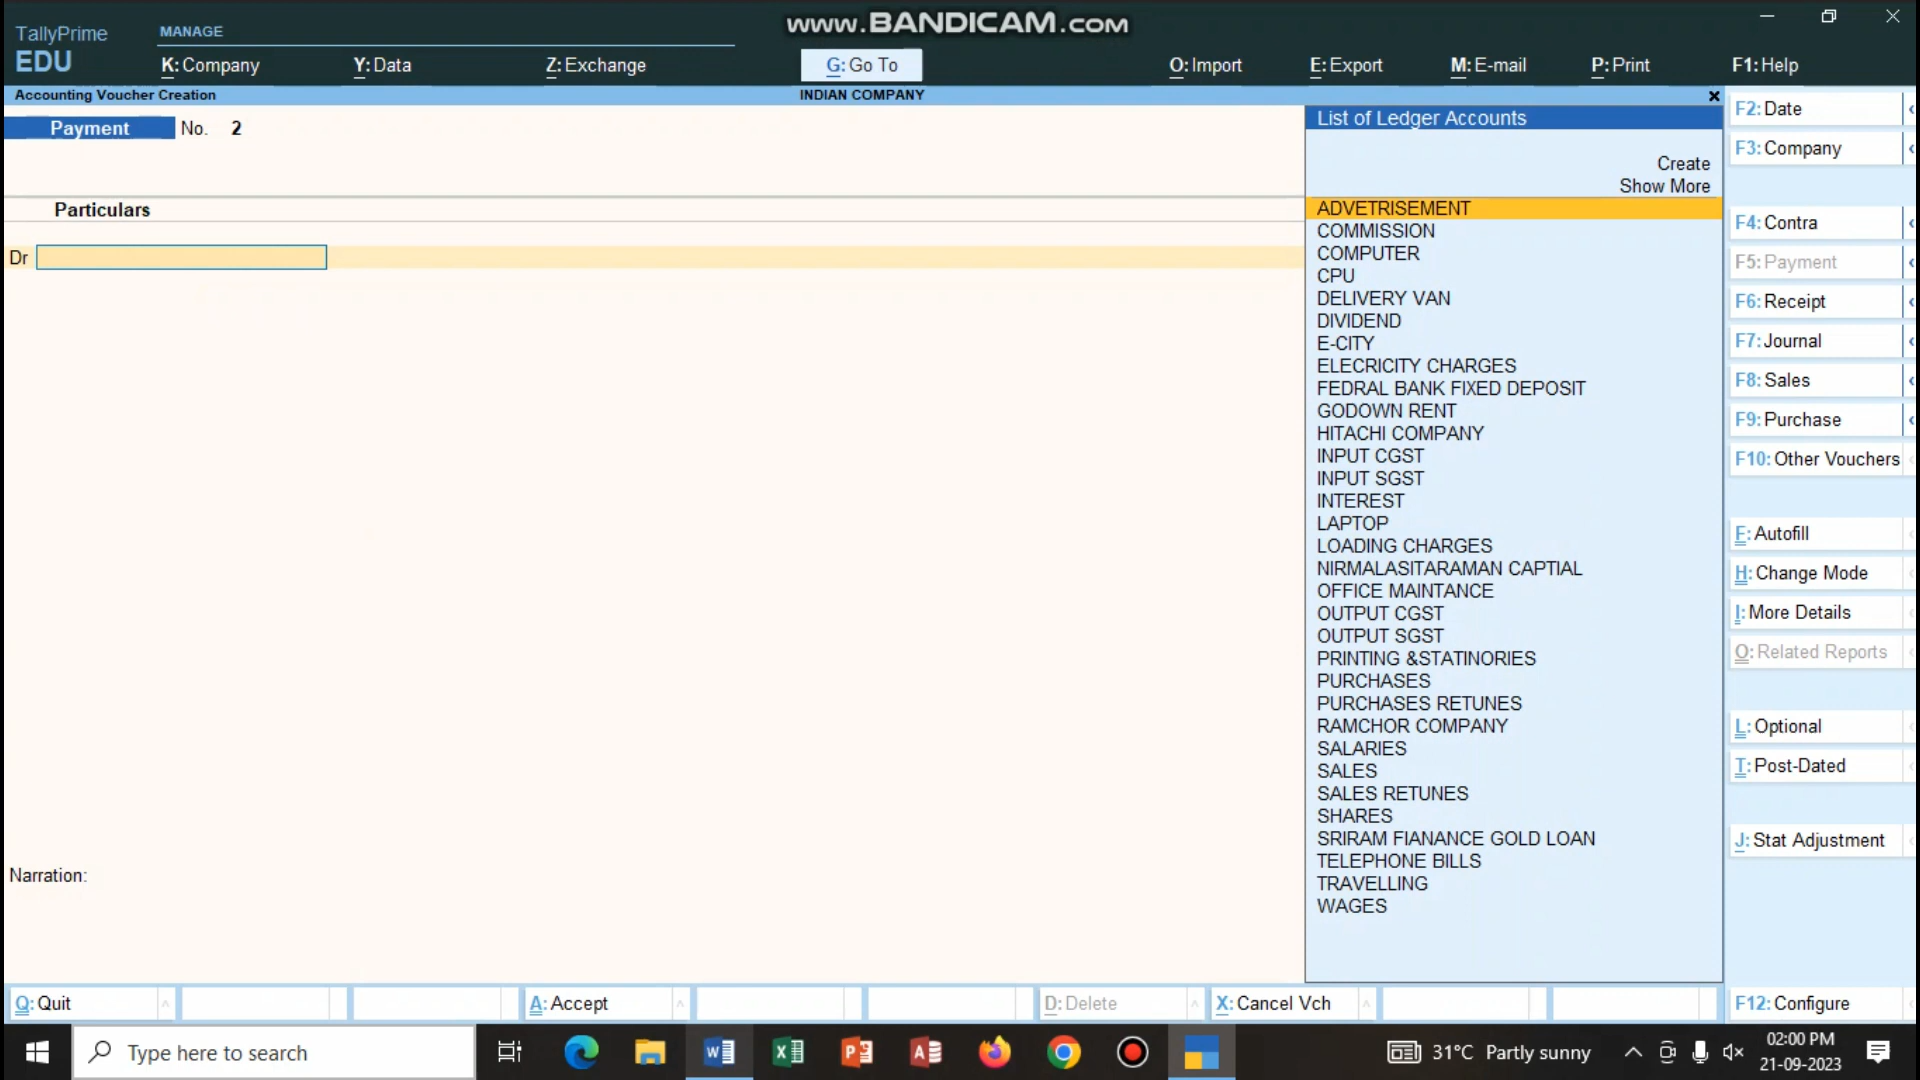 www.BANDICAM.com
TallyPrime
EDU
MANAGE
K: Company
Y: Data
Z: Exchange
G: Go To
O: Import
E: Export
M: E-mail
P: Print
F1: Help
Accounting Voucher Creation
INDIAN COMPANY
Payment No. 2
Particulars
Dr
Narration:
List of Ledger Accounts
Create
Show More
ADVETRISEMENT
COMMISSION
COMPUTER
CPU
DELIVERY VAN
DIVIDEND
E-CITY
ELECRICITY CHARGES
FEDRAL BANK FIXED DEPOSIT
GODOWN RENT
HITACHI COMPANY
INPUT CGST
INPUT SGST
INTEREST
LAPTOP
LOADING CHARGES
NIRMALASITARAMAN CAPTIAL
OFFICE MAINTANCE
OUTPUT CGST
OUTPUT SGST
PRINTING &STATINORIES
PURCHASES
PURCHASES RETUNES
RAMCHOR COMPANY
SALARIES
SALES
SALES RETUNES
SHARES
SRIRAM FIANANCE GOLD LOAN
TELEPHONE BILLS
TRAVELLING
WAGES
F2: Date
F3: Company
F4: Contra
F5: Payment
F6: Receipt
F7: Journal
F8: Sales
F9: Purchase
F10: Other Vouchers
F: Autofill
H: Change Mode
I: More Details
O: Related Reports
L: Optional
T: Post-Dated
J: Stat Adjustment
Q: Quit
A: Accept
D: Delete
X: Cancel Vch
F12: Configure
Type here to search
31°C Partly sunny
02:00 PM
21-09-2023